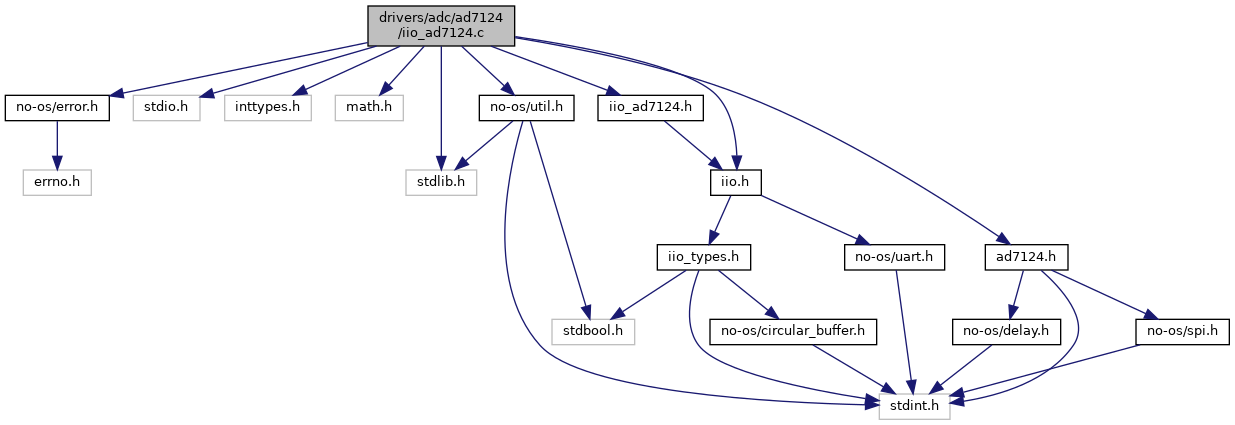 drivers/adc/ad7124
/iio_ad7124.c
no-os/error.h
stdio.h
inttypes.h
math.h
no-os/util.h
iio_ad7124.h
errno.h
stdlib.h
iio.h
iio_types.h
no-os/uart.h
ad7124.h
stdbool.h
no-os/circular_buffer.h
no-os/delay.h
no-os/spi.h
stdint.h